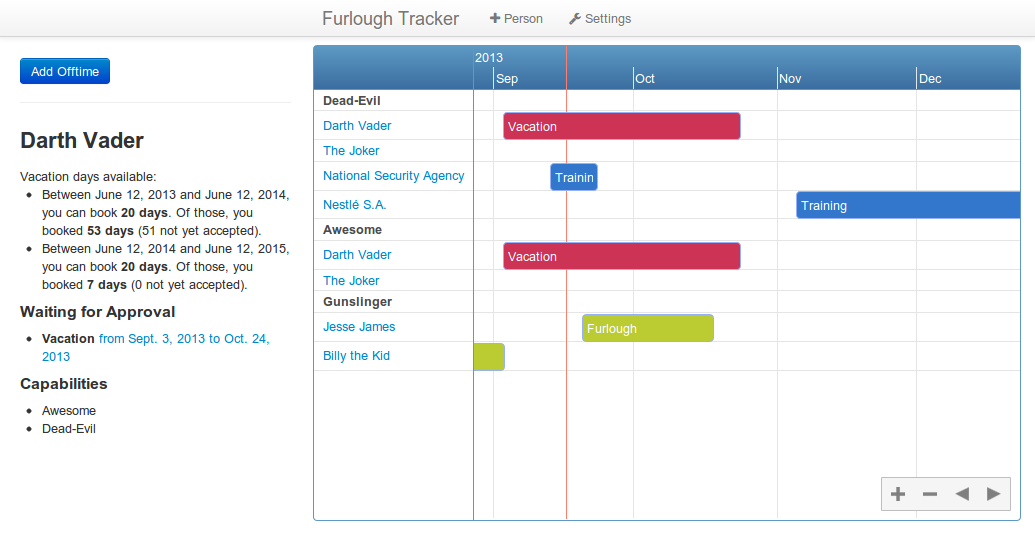 Furlough Tracker
Person
Settings
Add Offtime
Darth Vader
Vacation days available:
Between June 12, 2013 and June 12, 2014,
you can book 20 days. Of those, you
booked 53 days (51 not yet accepted).
Between June 12, 2014 and June 12, 2015,
you can book 20 days. Of those, you
booked 7 days (0 not yet accepted).
Waiting for Approval
Vacation from Sept. 3, 2013 to Oct. 24,
2013
Capabilities
Awesome
Dead-Evil
2013
Sep Oct Nov Dec
Dead-Evil
Darth Vader Vacation
The Joker
National Security Agency Trainin
Nestlé S.A. Training
Awesome
Darth Vader Vacation
The Joker
Gunslinger
Jesse James Furlough
Billy the Kid